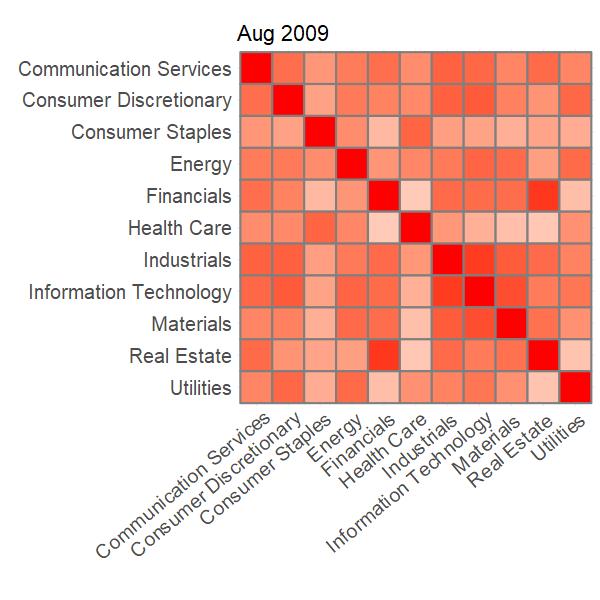 Aug 2009
Communication Services
Consumer Discretionary
Consumer Staples
Energy
Financials
Health Care
Industrials
Information Technology
Materials
Real Estate
Utilities
Communication Services
Consumer Discretionary
Consumer Staples
Energy
Financials
Health Care
Industrials
Information Technology
Materials
Real Estate
Utilities